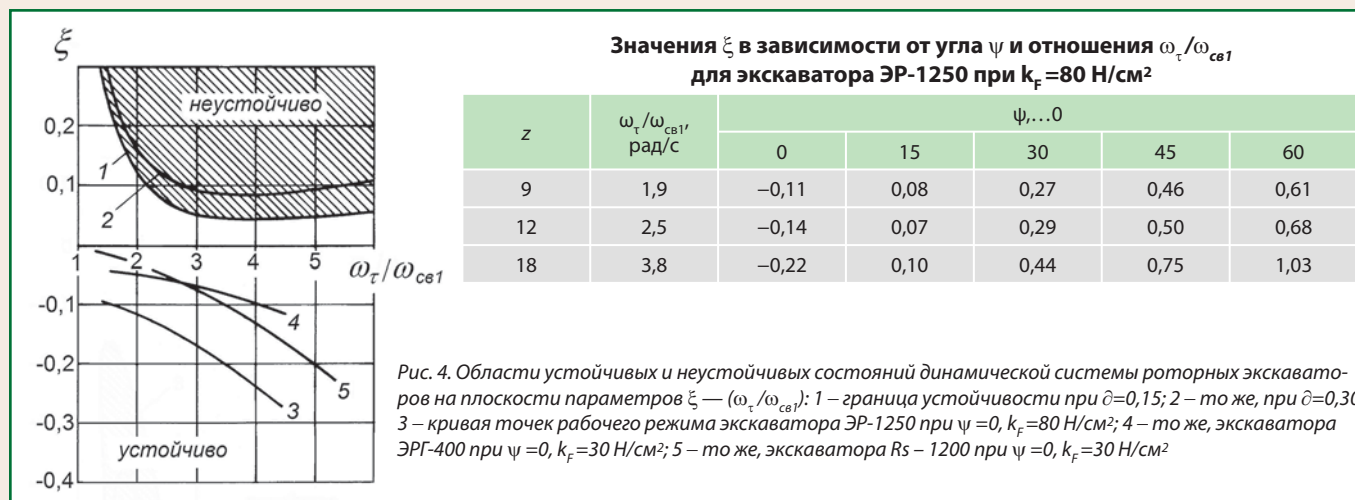 ξ
неустойчиво
0,2
0,1
1
2
1 2 3 4 5 ω_τ/ω_св1
-0,1
-0,2
-0,3
-0,4
4
5
3
устойчиво
Значения ξ в зависимости от угла ψ и отношения ω_τ/ω_св1
для экскаватора ЭР-1250 при k_F=80 Н/см²
z ω_τ/ω_св1, рад/с ψ,…0
0 15 30 45 60
9 1,9 −0,11 0,08 0,27 0,46 0,61
12 2,5 −0,14 0,07 0,29 0,50 0,68
18 3,8 −0,22 0,10 0,44 0,75 1,03
Рис. 4. Области устойчивых и неустойчивых состояний динамической системы роторных экскавато-
ров на плоскости параметров ξ — (ω_τ/ω_св1): 1 – граница устойчивости при ∂=0,15; 2 – то же, при ∂=0,30
3 – кривая точек рабочего режима экскаватора ЭР-1250 при ψ =0, k_F=80 Н/см²; 4 – то же, экскаватора
ЭРГ-400 при ψ =0, k_F=30 Н/см²; 5 – то же, экскаватора Rs – 1200 при ψ =0, k_F=30 Н/см²